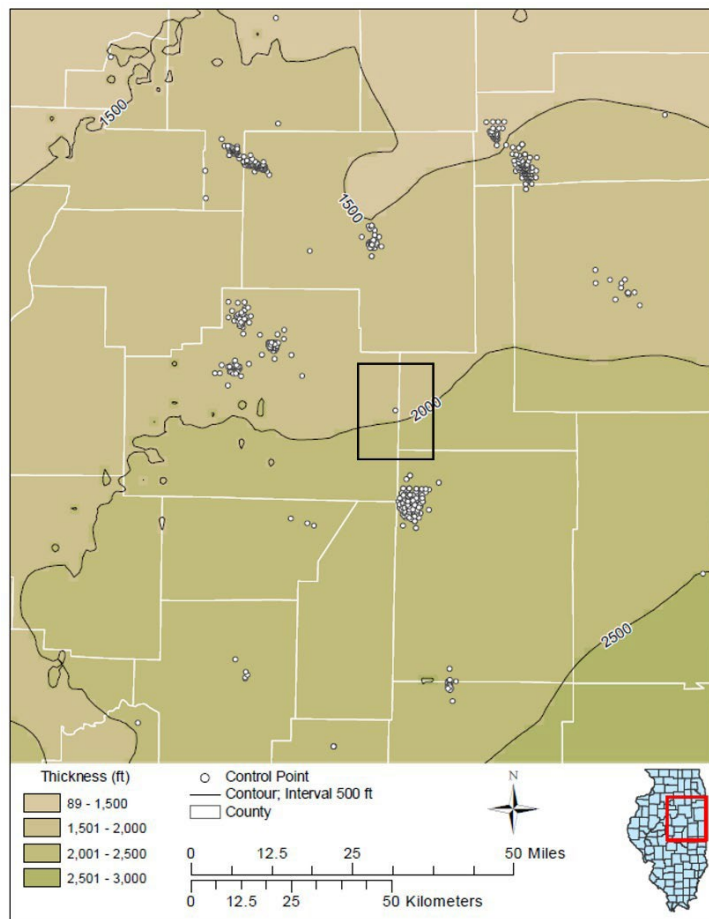 1500
1500
2000
2500
Thickness (ft)
89 - 1,500
1,501 - 2,000
2,001 - 2,500
2,501 - 3,000
Control Point
Contour; Interval 500 ft
County
N
0 12.5 25 50 Miles
0 12.5 25 50 Kilometers